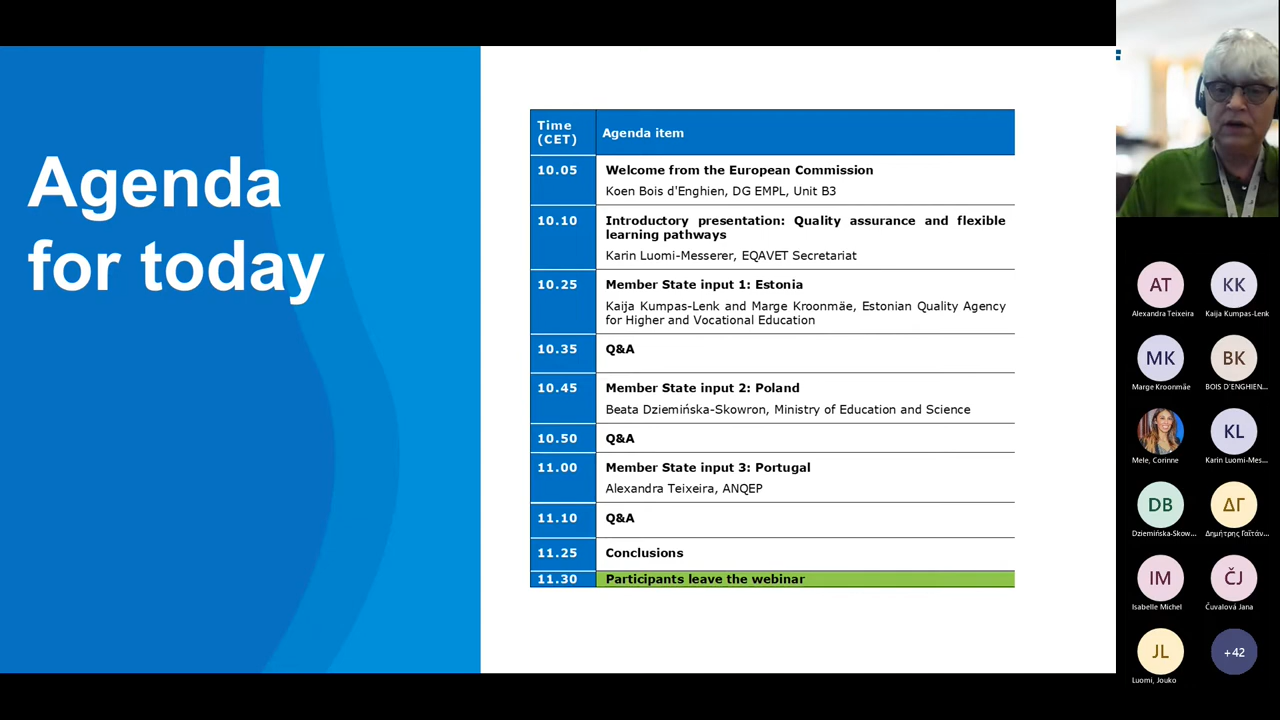 Agenda
for today
Time
(CET)
Agenda item
10.05
Welcome from the European Commission
Koen Bois d'Enghien, DG EMPL, Unit B3
10.10
Introductory presentation: Quality assurance and flexible
learning pathways
Karin Luomi-Messerer, EQAVET Secretariat
10.25
Member State input 1: Estonia
Kaija Kumpas-Lenk and Marge Kroonmäe, Estonian Quality Agency
for Higher and Vocational Education
10.35
Q&A
10.45
Member State input 2: Poland
Beata Dziemińska-Skowron, Ministry of Education and Science
10.50
Q&A
11.00
Member State input 3: Portugal
Alexandra Teixeira, ANQEP
11.10
Q&A
11.25
Conclusions
11.30
Participants leave the webinar
AT
Alexandra Teixeira
KK
Kaija Kumpas-Lenk
MK
Marge Kroonmäe
BK
BOIS D'ENGHIEN...
Mele, Corinne
KL
Karin Luomi-Mes...
DB
Dziemińska-Skow...
ΔΓ
Δημήτρης Γαϊτάν...
IM
Isabelle Michel
ČJ
Čuvalová Jana
JL
Luomi, Jouko
+42